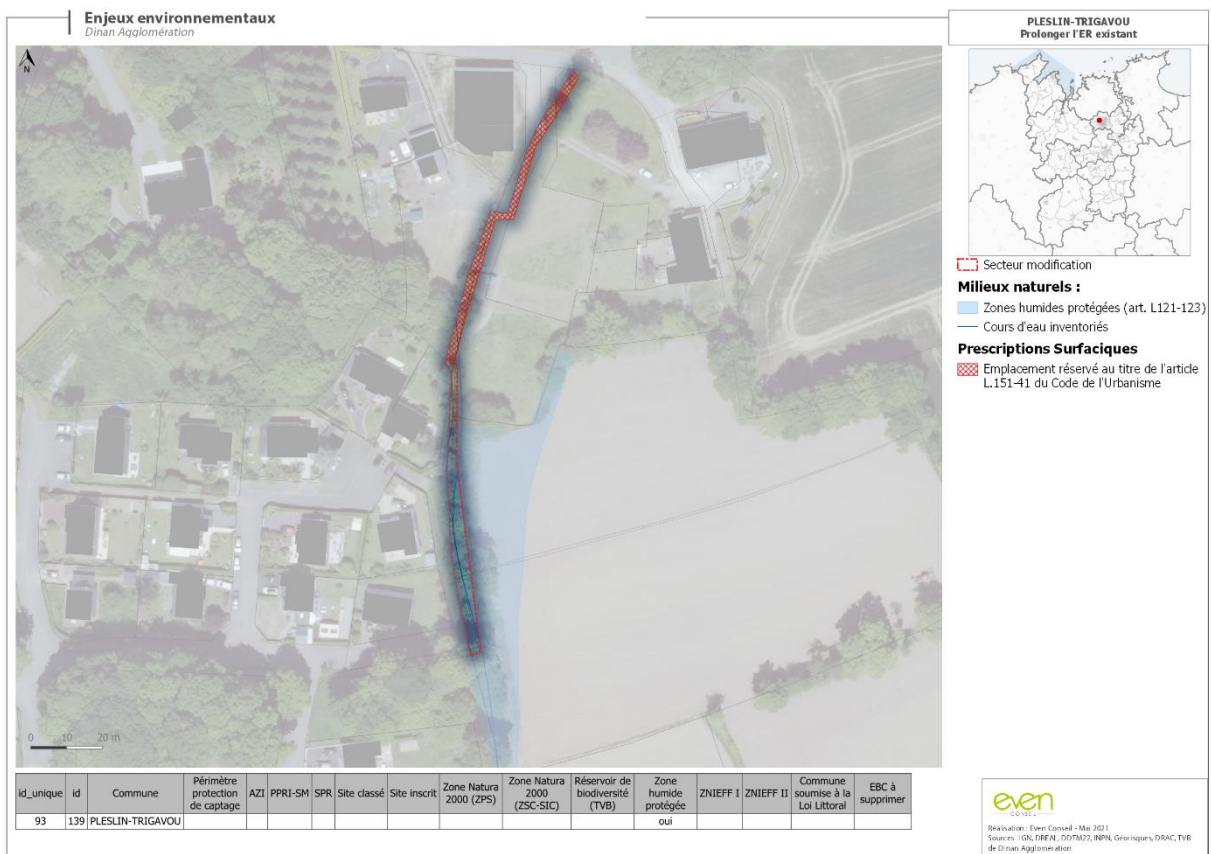 Enjeux environnementaux
Dinan Agglomération
PLESLIN-TRIGAVOU
Prolonger l'ER existant
N
Secteur modification
Milieux naturels :
Zones humides protégées (art. L121-123)
Cours d'eau inventoriés
Prescriptions Surfaciques
Emplacement réservé au titre de l'article
L.151-41 du Code de l'Urbanisme
0 10 20 m
id_unique id Commune Périmètre protection de captage AZI PPRI-SM SPR Site classé Site inscrit Zone Natura 2000 (ZPS) Zone Natura 2000 (ZSC-SIC) Réservoir de biodiversité (TVB) Zone humide protégée ZNIEFF I ZNIEFF II Commune soumise à la Loi Littoral EBC à supprimer
93 139 PLESLIN-TRIGAVOU oui
even
CONSEIL
Réalisation : Even Conseil - Mai 2021
Sources : IGN, DREAL, DDTM22, INPN, Géorisques, DRAC, TVB
de Dinan Agglomération